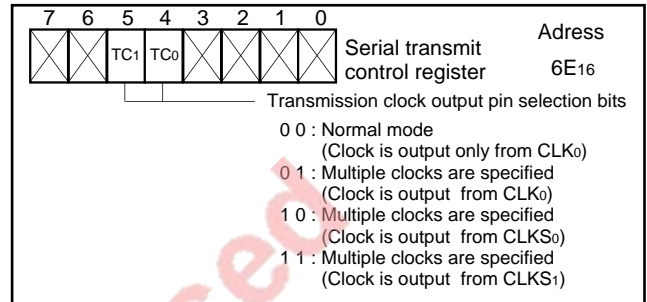 7 6 5 4 3 2 1 0
TC1 TC0
Serial transmit
control register
Adress
6E16
Transmission clock output pin selection bits
0 0 : Normal mode
(Clock is output only from CLK0)
0 1 : Multiple clocks are specified
(Clock is output from CLK0)
1 0 : Multiple clocks are specified
(Clock is output from CLKS0)
1 1 : Multiple clocks are specified
(Clock is output from CLKS1)